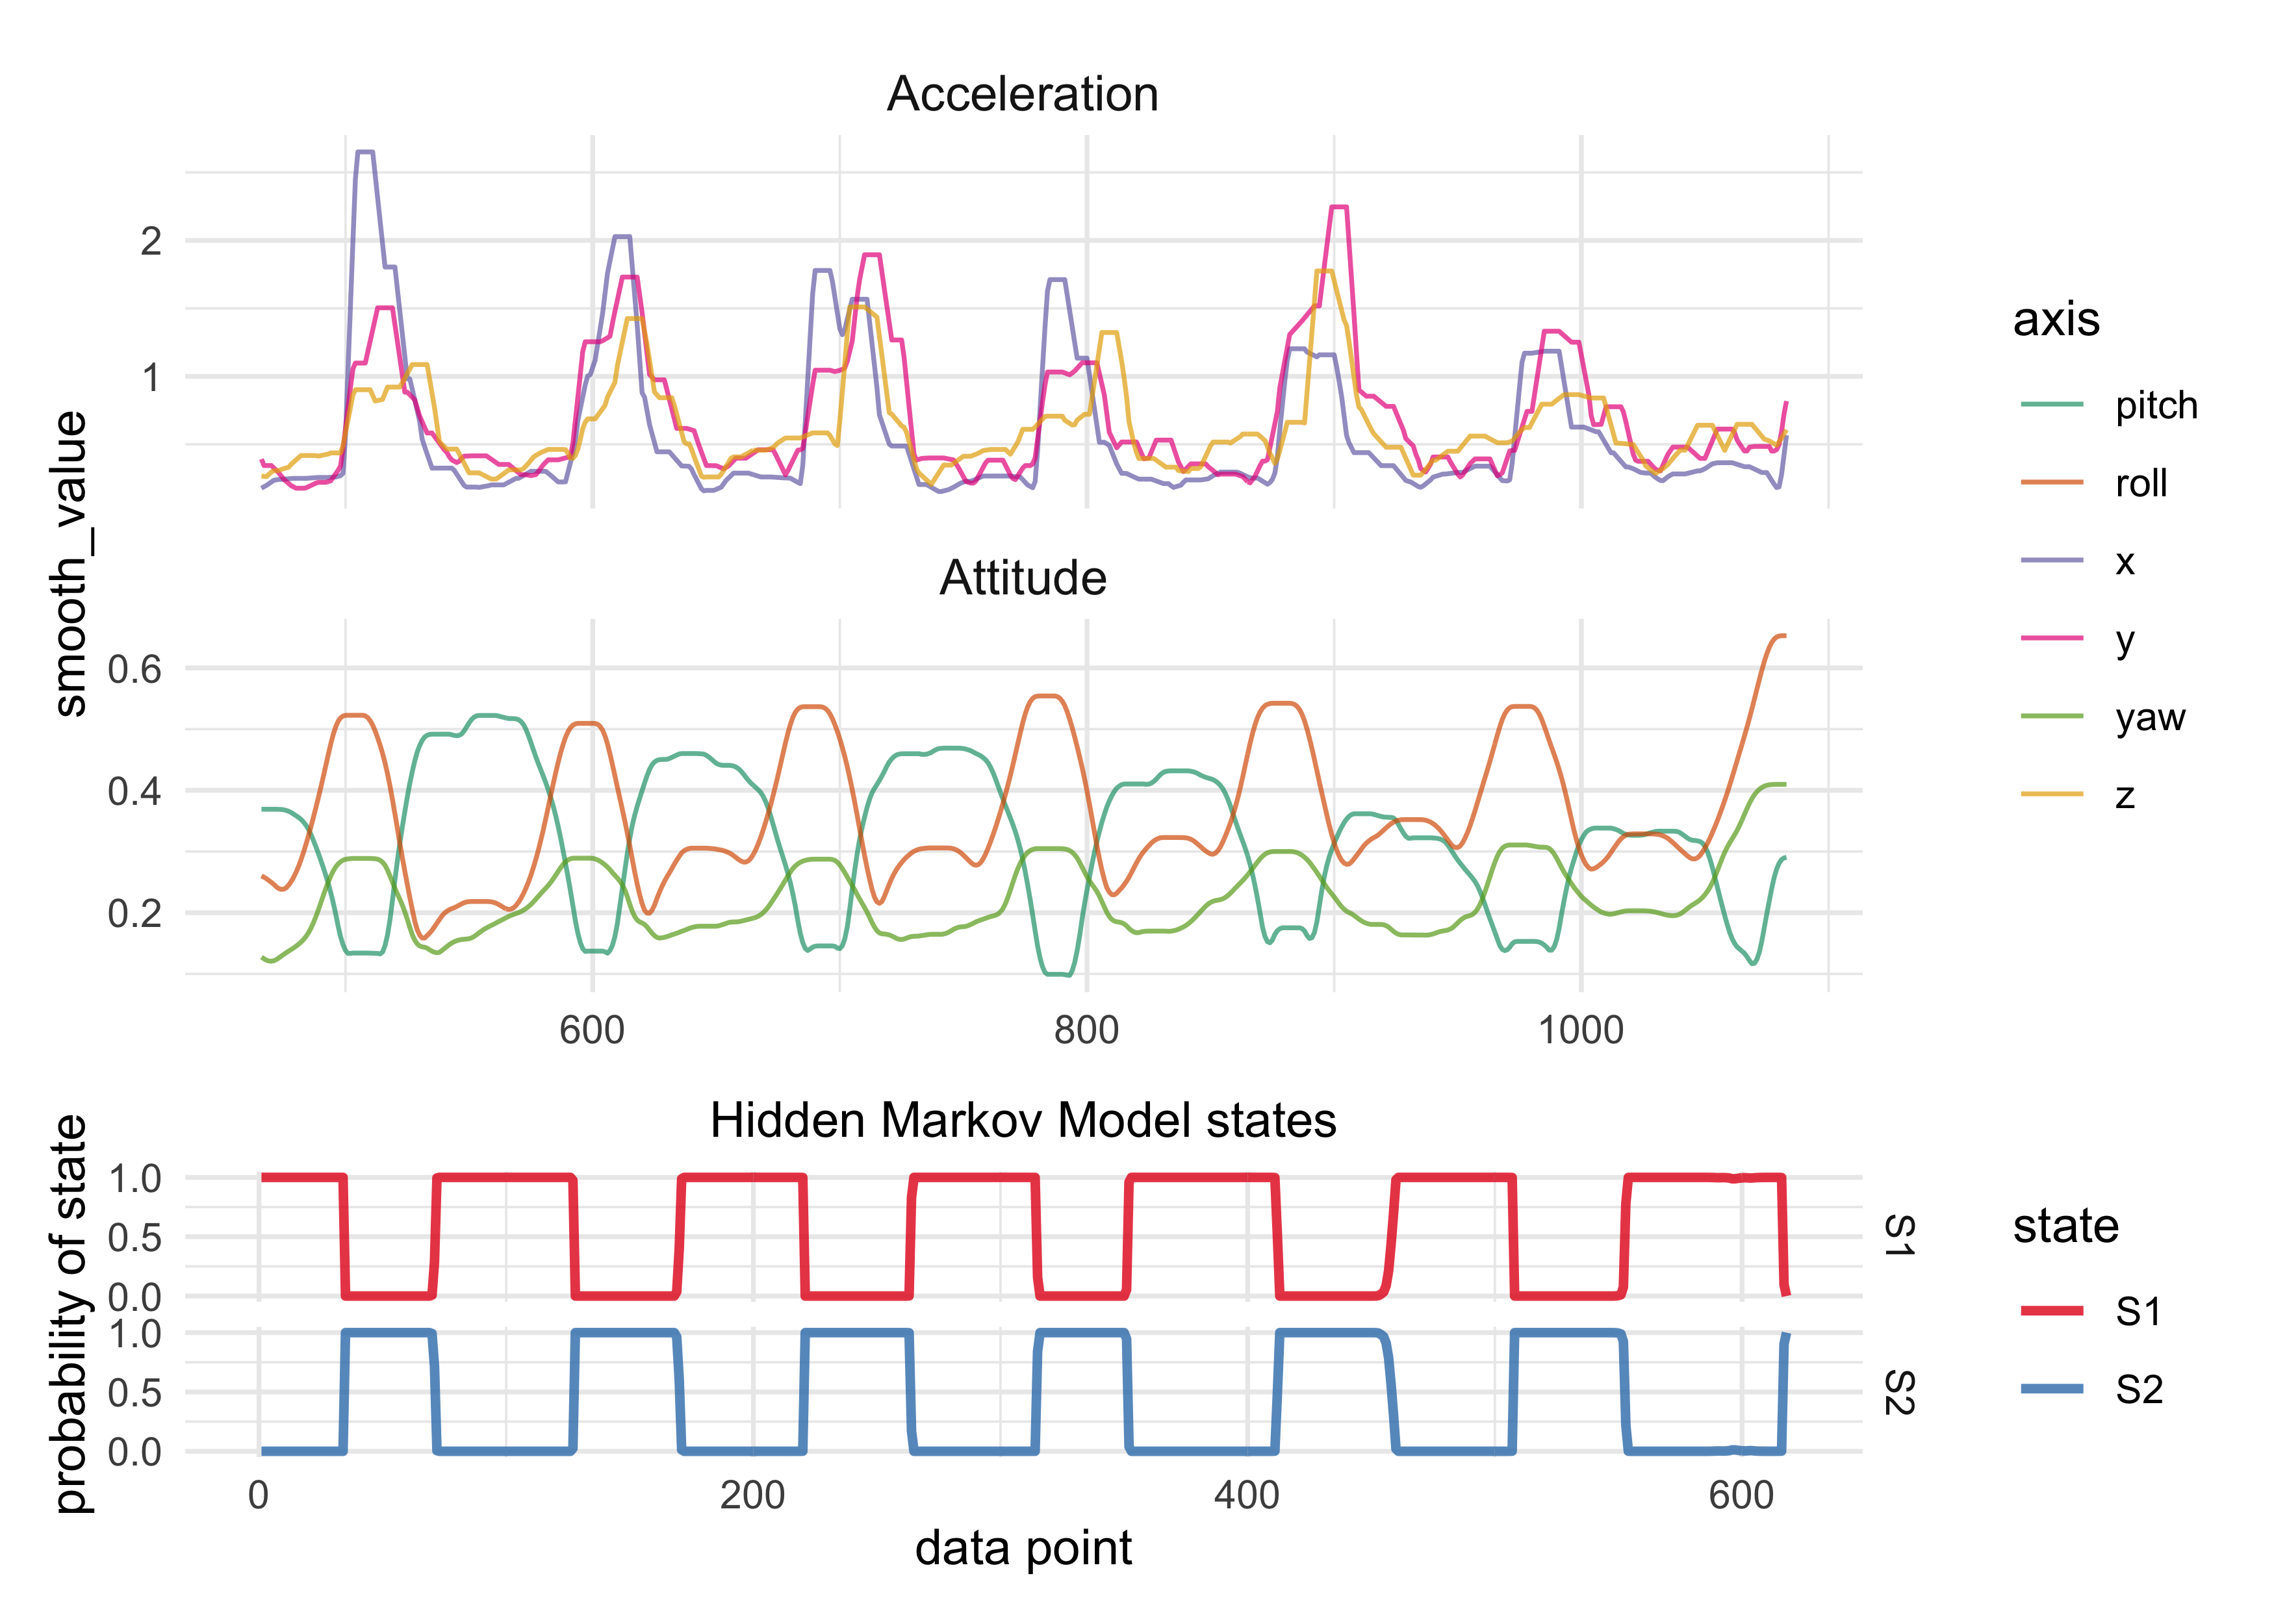 Acceleration
2
1
smooth_value
Attitude
0.6
0.4
0.2
600 800 1000
axis
pitch
roll
x
y
yaw
z
Hidden Markov Model states
probability of state
1.0
0.5
0.0
S1
1.0
0.5
0.0
S2
0 200 400 600
data point
state
S1
S2